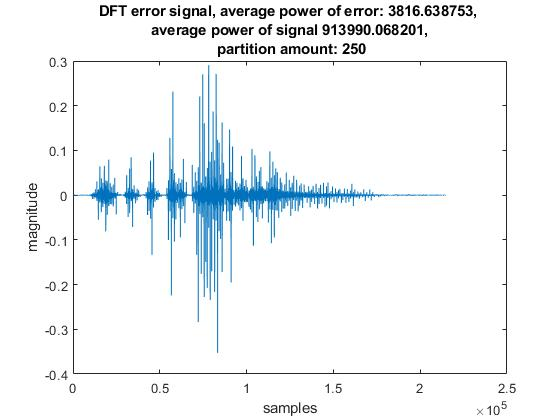 DFT error signal, average power of error: 3816.638753,
average power of signal 913990.068201,
partition amount: 250
0.3
0.2
0.1
0
-0.1
-0.2
-0.3
-0.4
magnitude
0 0.5 1 1.5 2 2.5
samples
×10^5